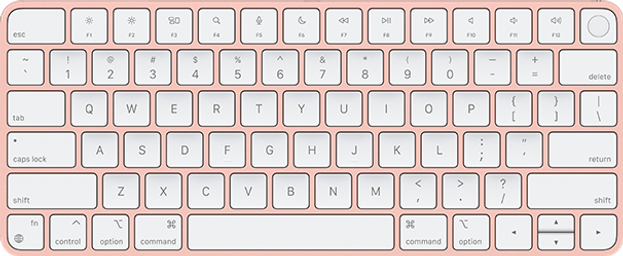 esc F1 F2 F3 F4 F5 F6 F7 F8 F9 F10 F11 F12
~ ! @ # $ % ^ & * ( ) — +
` 1 2 3 4 5 6 7 8 9 0 - = delete
tab Q W E R T Y U I O P { [ } ] | \
caps lock A S D F G H J K L : ; " ' return
shift Z X C V B N M < , > . ? / shift
fn control option command command option